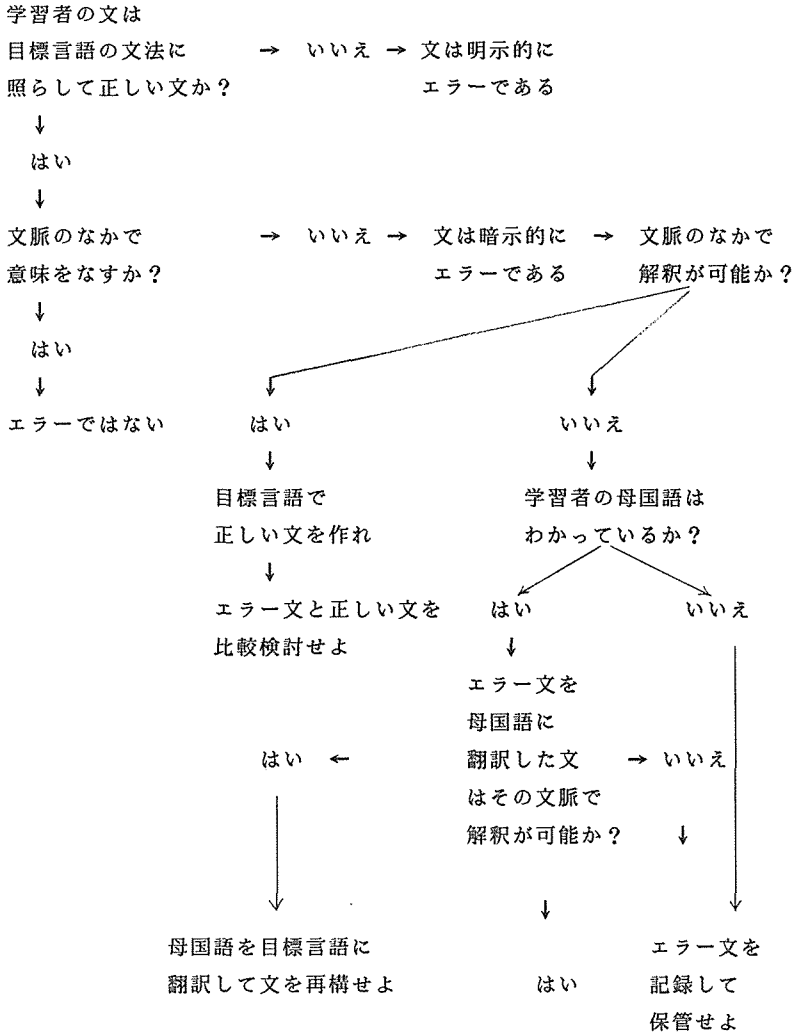 学習者の文は
目標言語の文法に → いいえ → 文は明示的に
照らして正しい文か？ エラーである
↓
はい
↓
文脈のなかで → いいえ → 文は暗示的に → 文脈のなかで
意味をなすか？ エラーである 解釈が可能か？
↓
はい
↓ ↓ ↓
エラーではない はい いいえ
↓ ↓
目標言語で 学習者の母国語は
正しい文を作れ わかっているか？
↓
エラー文と正しい文を はい いいえ
比較検討せよ ↓
エラー文を
母国語に
はい ← 翻訳した文 → いいえ
はその文脈で
解釈が可能か？ ↓
↓
母国語を目標言語に エラー文を
翻訳して文を再構せよ はい 記録して
保管せよ